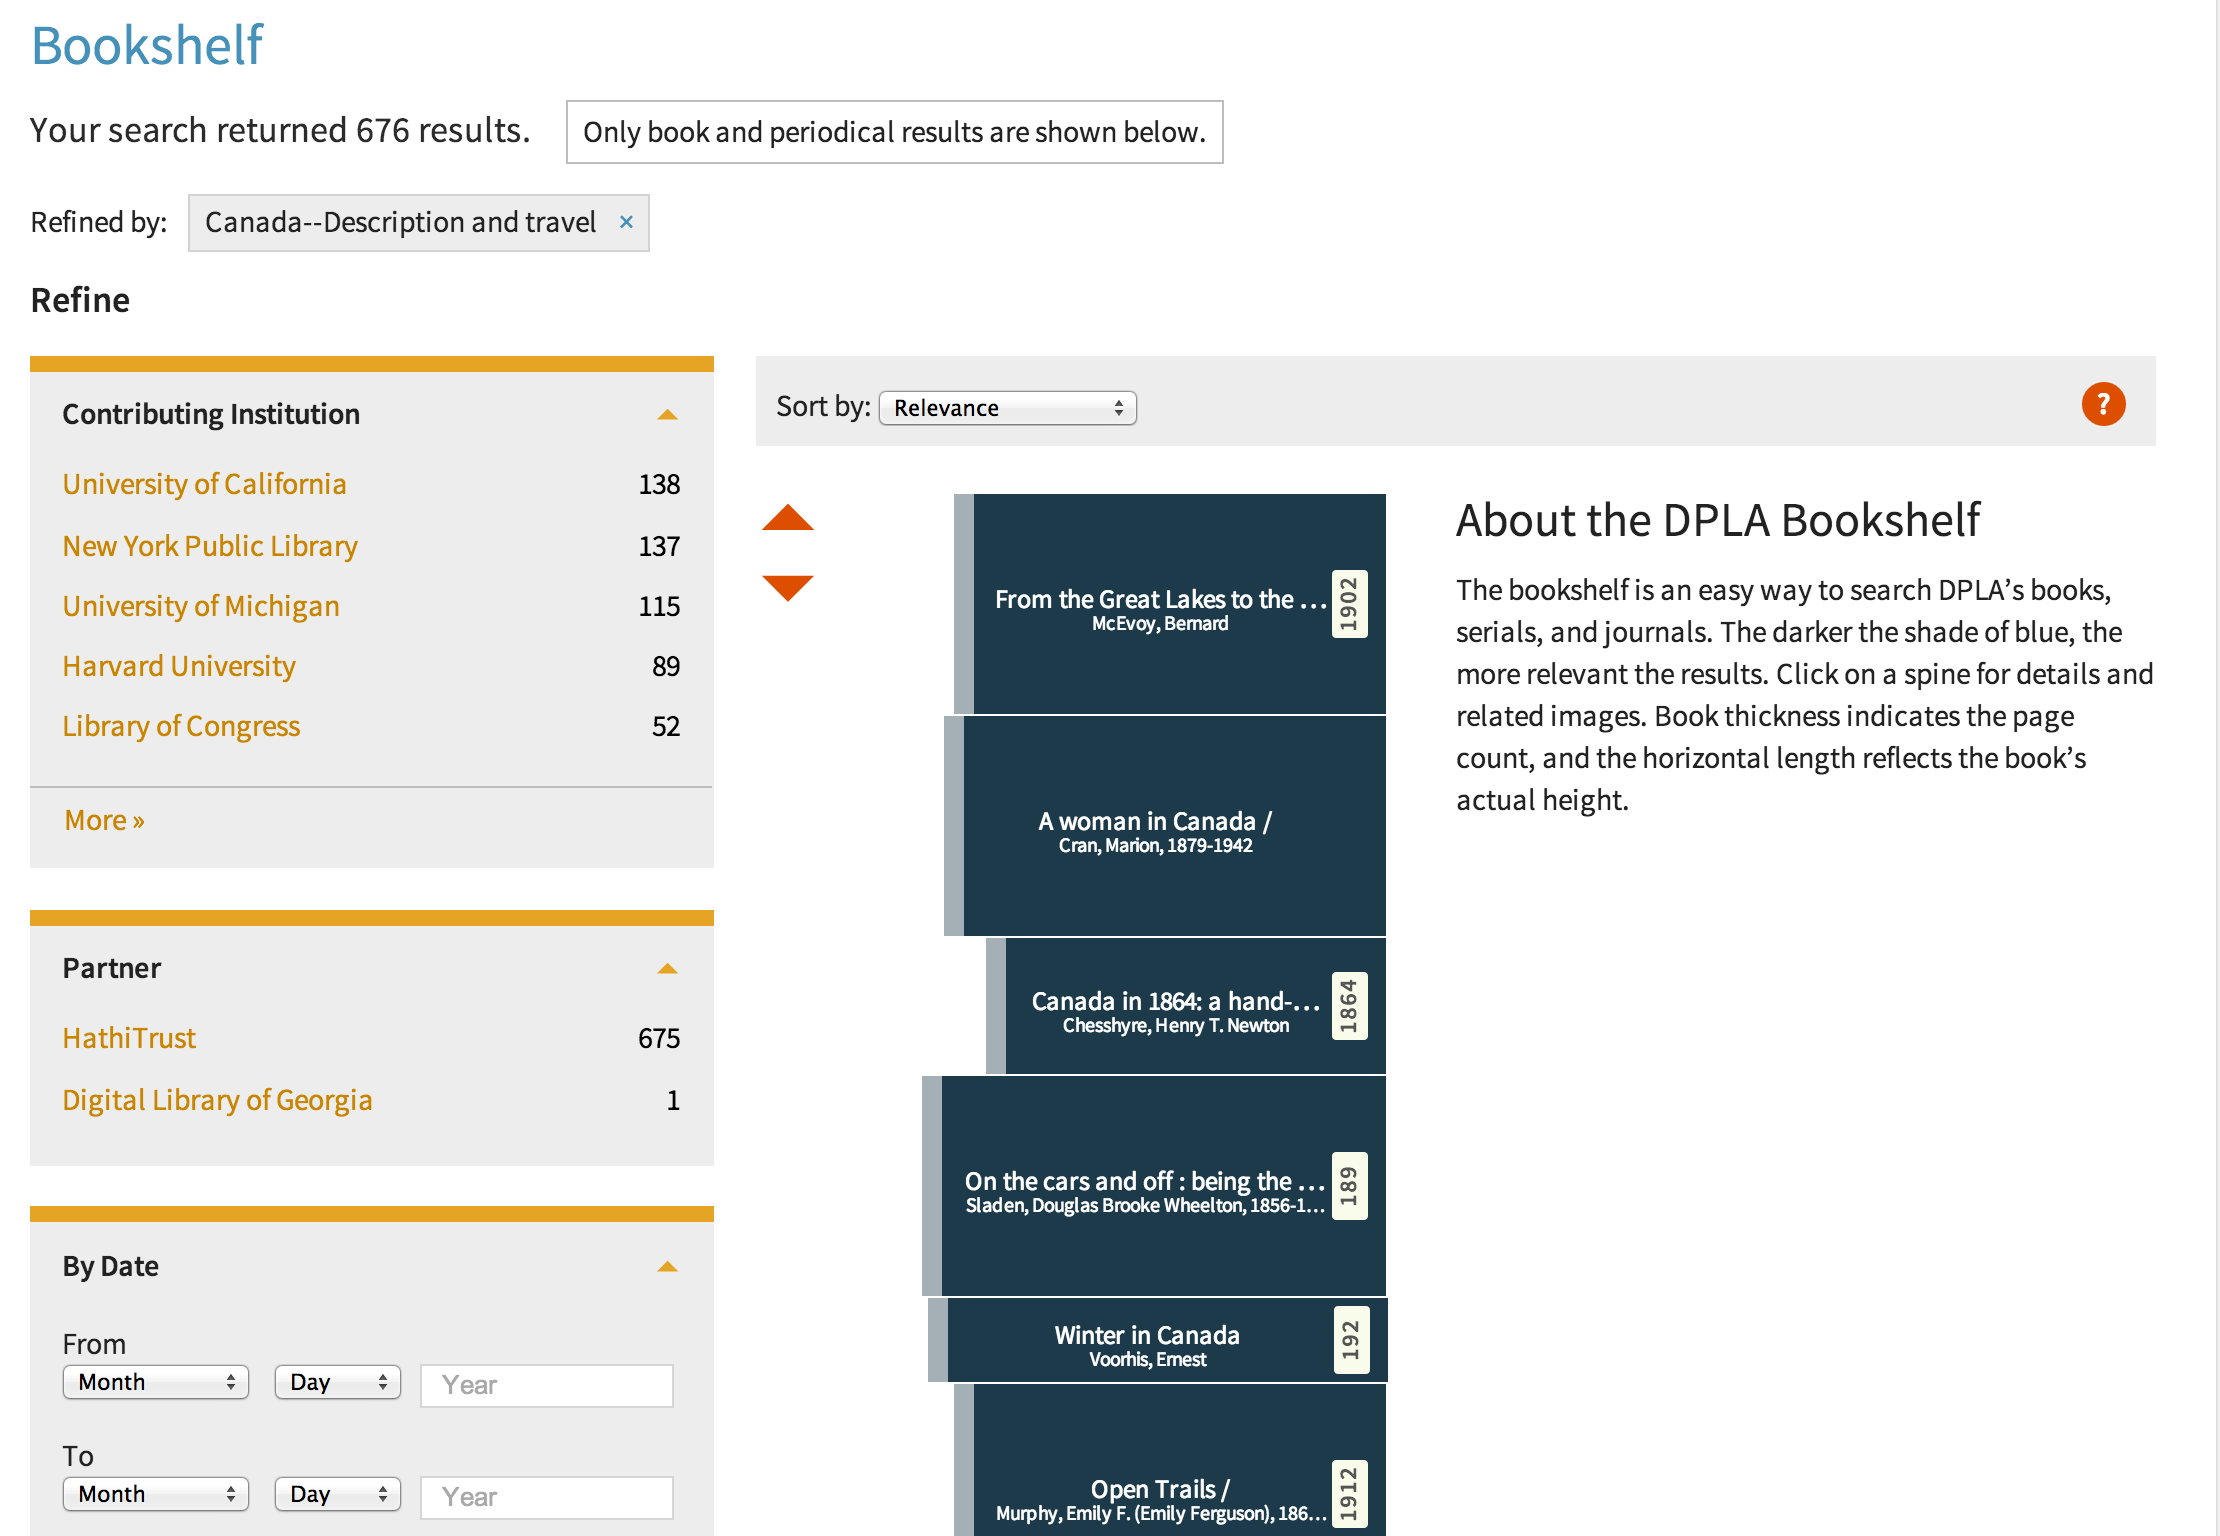 Bookshelf
Your search returned 676 results.
Only book and periodical results are shown below.
Refined by:
Canada--Description and travel ×
Refine
Contributing Institution
University of California 138
New York Public Library 137
University of Michigan 115
Harvard University 89
Library of Congress 52
More »
Partner
HathiTrust 675
Digital Library of Georgia 1
By Date
From
Month Day Year
To
Month Day Year
Sort by: Relevance
?
From the Great Lakes to the ...
McEvoy, Bernard
1902
A woman in Canada /
Cran, Marion, 1879-1942
Canada in 1864: a hand-...
Chesshyre, Henry T. Newton
1864
On the cars and off : being the ...
Sladen, Douglas Brooke Wheelton, 1856-1...
189
Winter in Canada
Voorhis, Ernest
192
Open Trails /
Murphy, Emily F. (Emily Ferguson), 186...
1912
About the DPLA Bookshelf
The bookshelf is an easy way to search DPLA’s books,
serials, and journals. The darker the shade of blue, the
more relevant the results. Click on a spine for details and
related images. Book thickness indicates the page
count, and the horizontal length reflects the book’s
actual height.